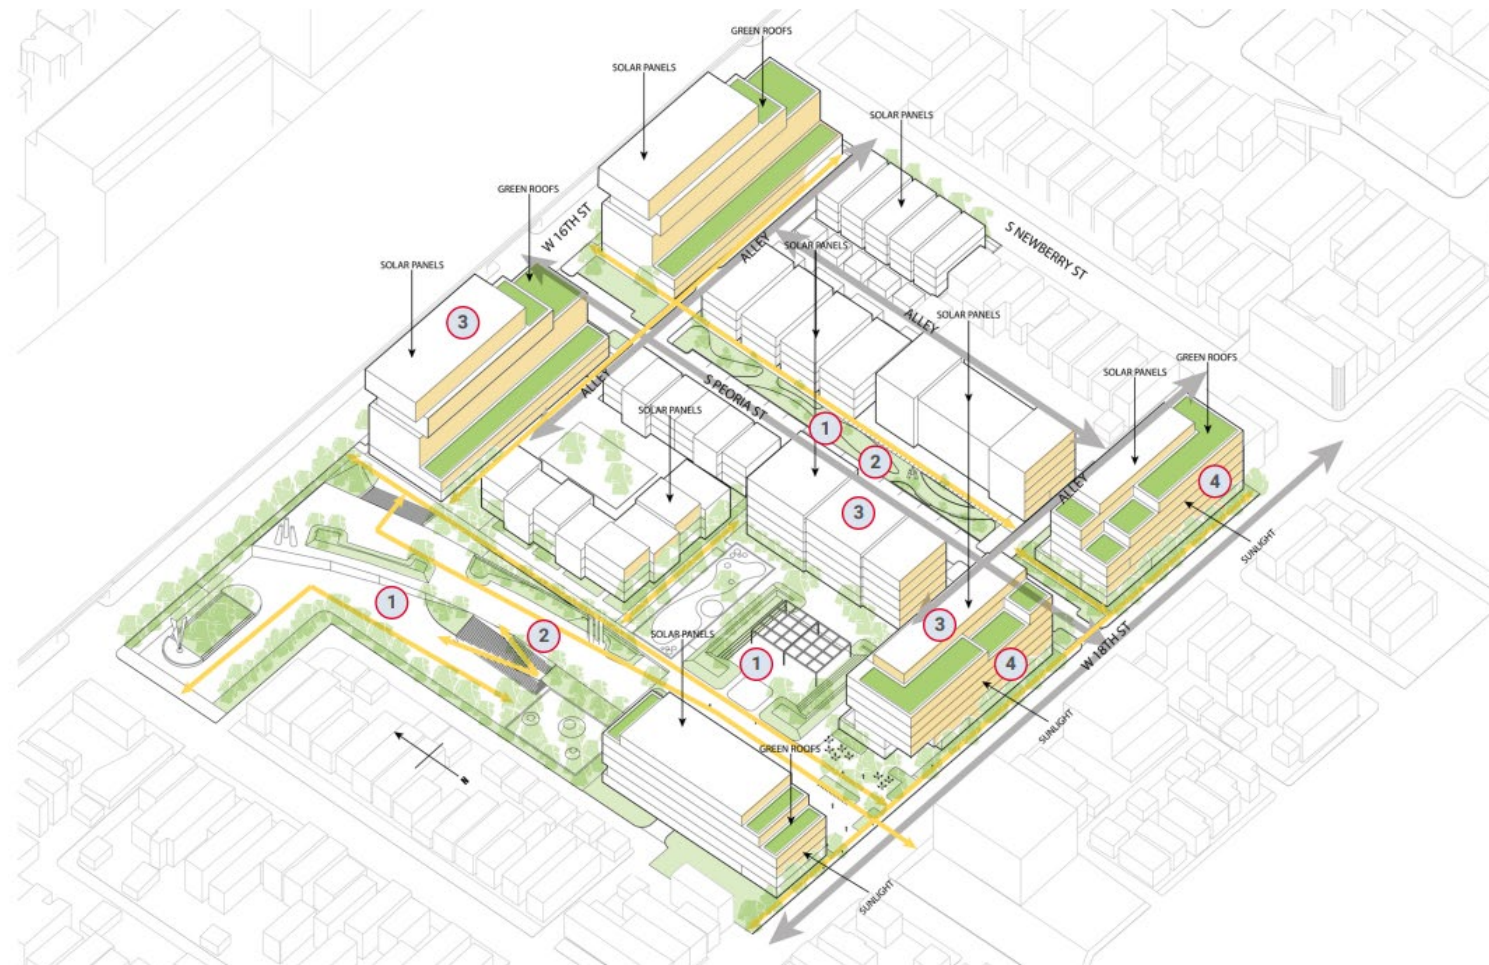 GREEN ROOFS
SOLAR PANELS
SOLAR PANELS
GREEN ROOFS
W 16TH ST
S NEWBERRY ST
ALLEY
SOLAR PANELS
SOLAR PANELS
3
ALLEY
SOLAR PANELS
GREEN ROOFS
SOLAR PANELS
ALLEY
S PEORIA ST
SOLAR PANELS
1
2
4
ALLEY
3
SUNLIGHT
1
2
SOLAR PANELS
3
1
4
W 18TH ST
SUNLIGHT
GREEN ROOFS
N
SUNLIGHT